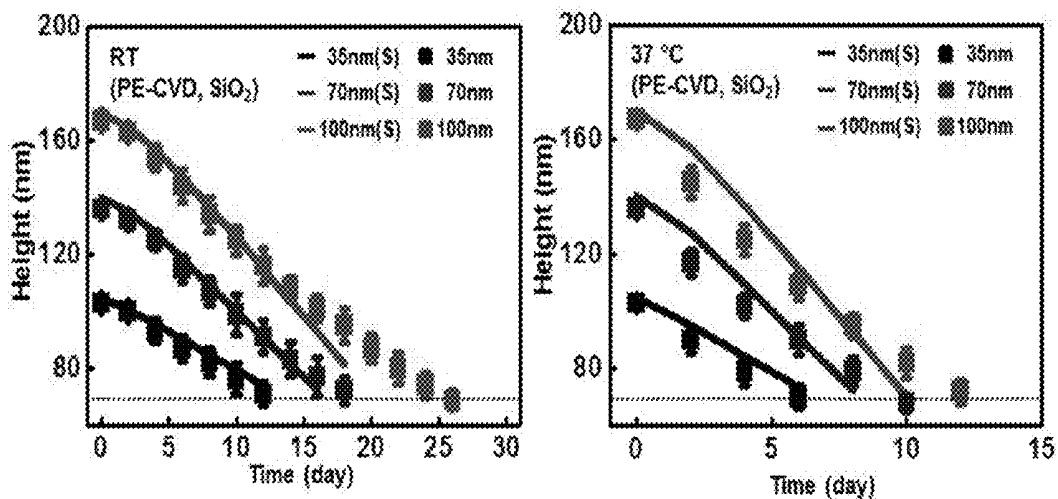 200
160
120
80
Height (nm)
RT
(PE-CVD, SiO₂)
35nm(S) 35nm
70nm(S) 70nm
100nm(S) 100nm
0 5 10 15 20 25 30
Time (day)
200
160
120
80
Height (nm)
37 °C
(PE-CVD, SiO₂)
35nm(S) 35nm
70nm(S) 70nm
100nm(S) 100nm
0 5 10 15
Time (day)